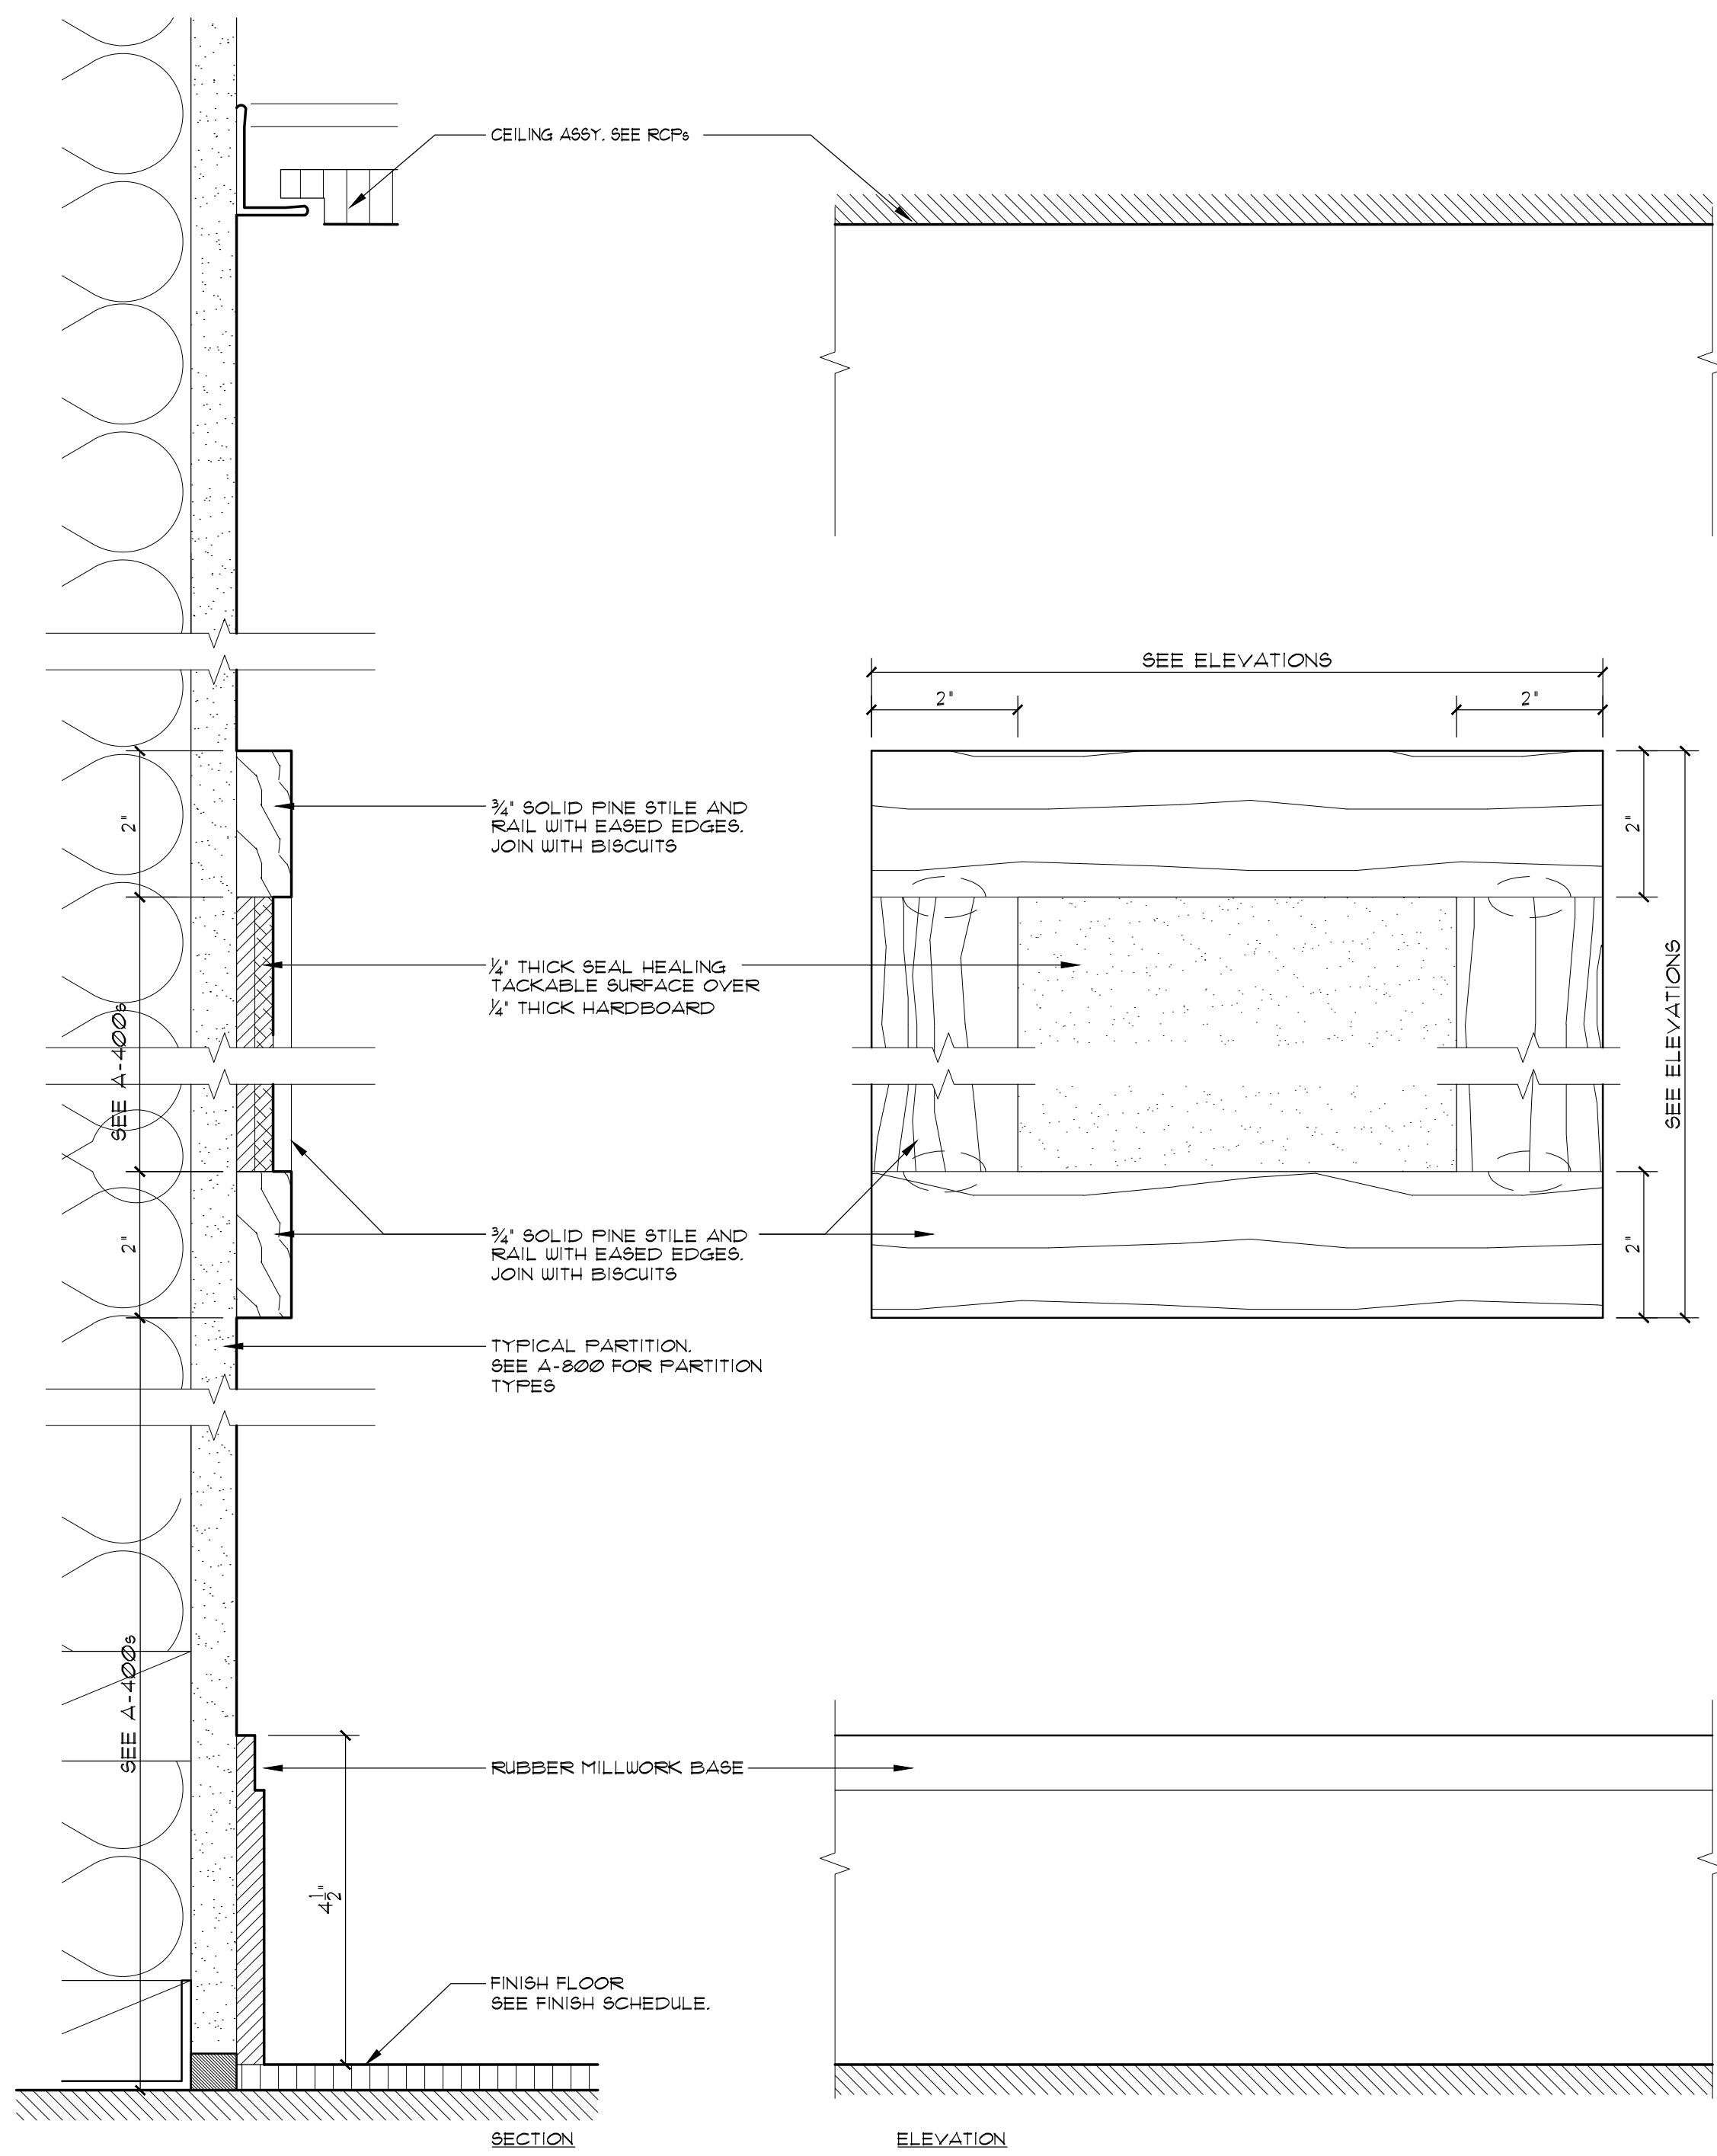 CEILING ASSY. SEE RCPs
SEE ELEVATIONS
2"
2"
2"
¾" SOLID PINE STILE AND
RAIL WITH EASED EDGES.
JOIN WITH BISCUITS
2"
¼" THICK SEAL HEALING
TACKABLE SURFACE OVER
¼" THICK HARDBOARD
SEE A-400s
SEE ELEVATIONS
2"
¾" SOLID PINE STILE AND
RAIL WITH EASED EDGES.
JOIN WITH BISCUITS
2"
TYPICAL PARTITION.
SEE A-800 FOR PARTITION
TYPES
SEE A-400s
RUBBER MILLWORK BASE
4½"
FINISH FLOOR
SEE FINISH SCHEDULE.
SECTION
ELEVATION